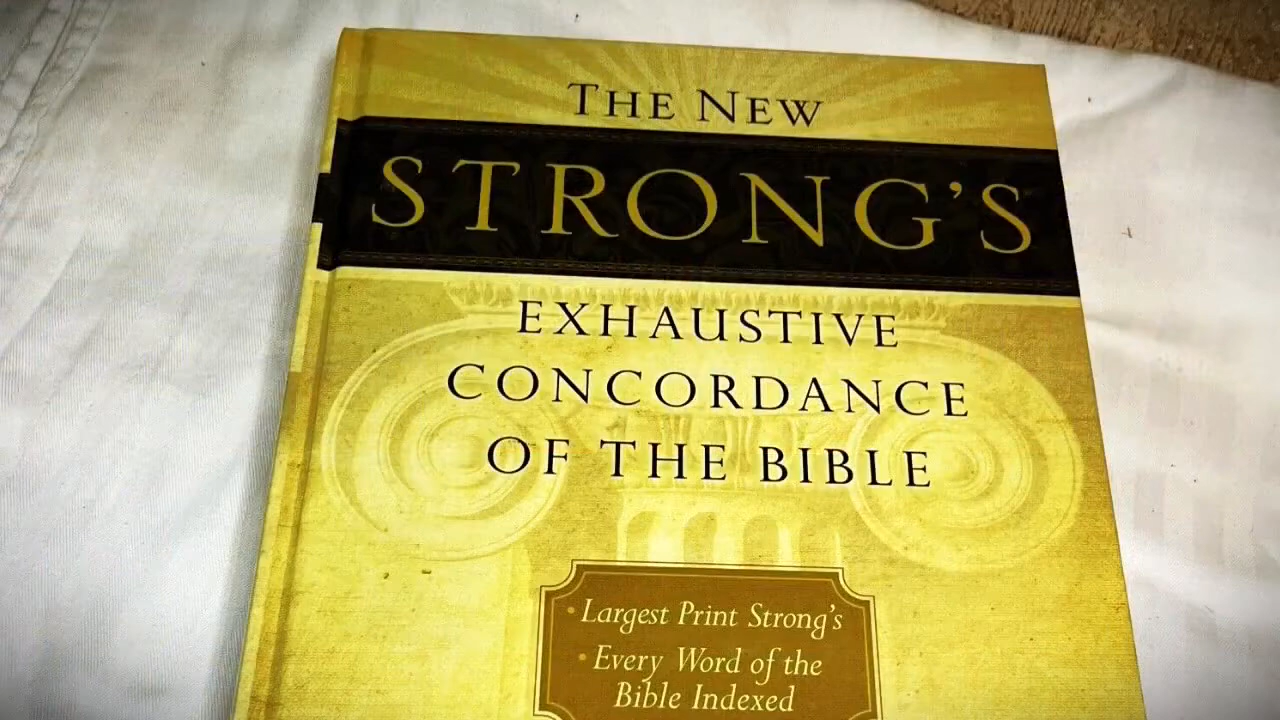 THE NEW
STRONG'S
EXHAUSTIVE
CONCORDANCE
OF THE BIBLE
• Largest Print Strong's
• Every Word of the
Bible Indexed